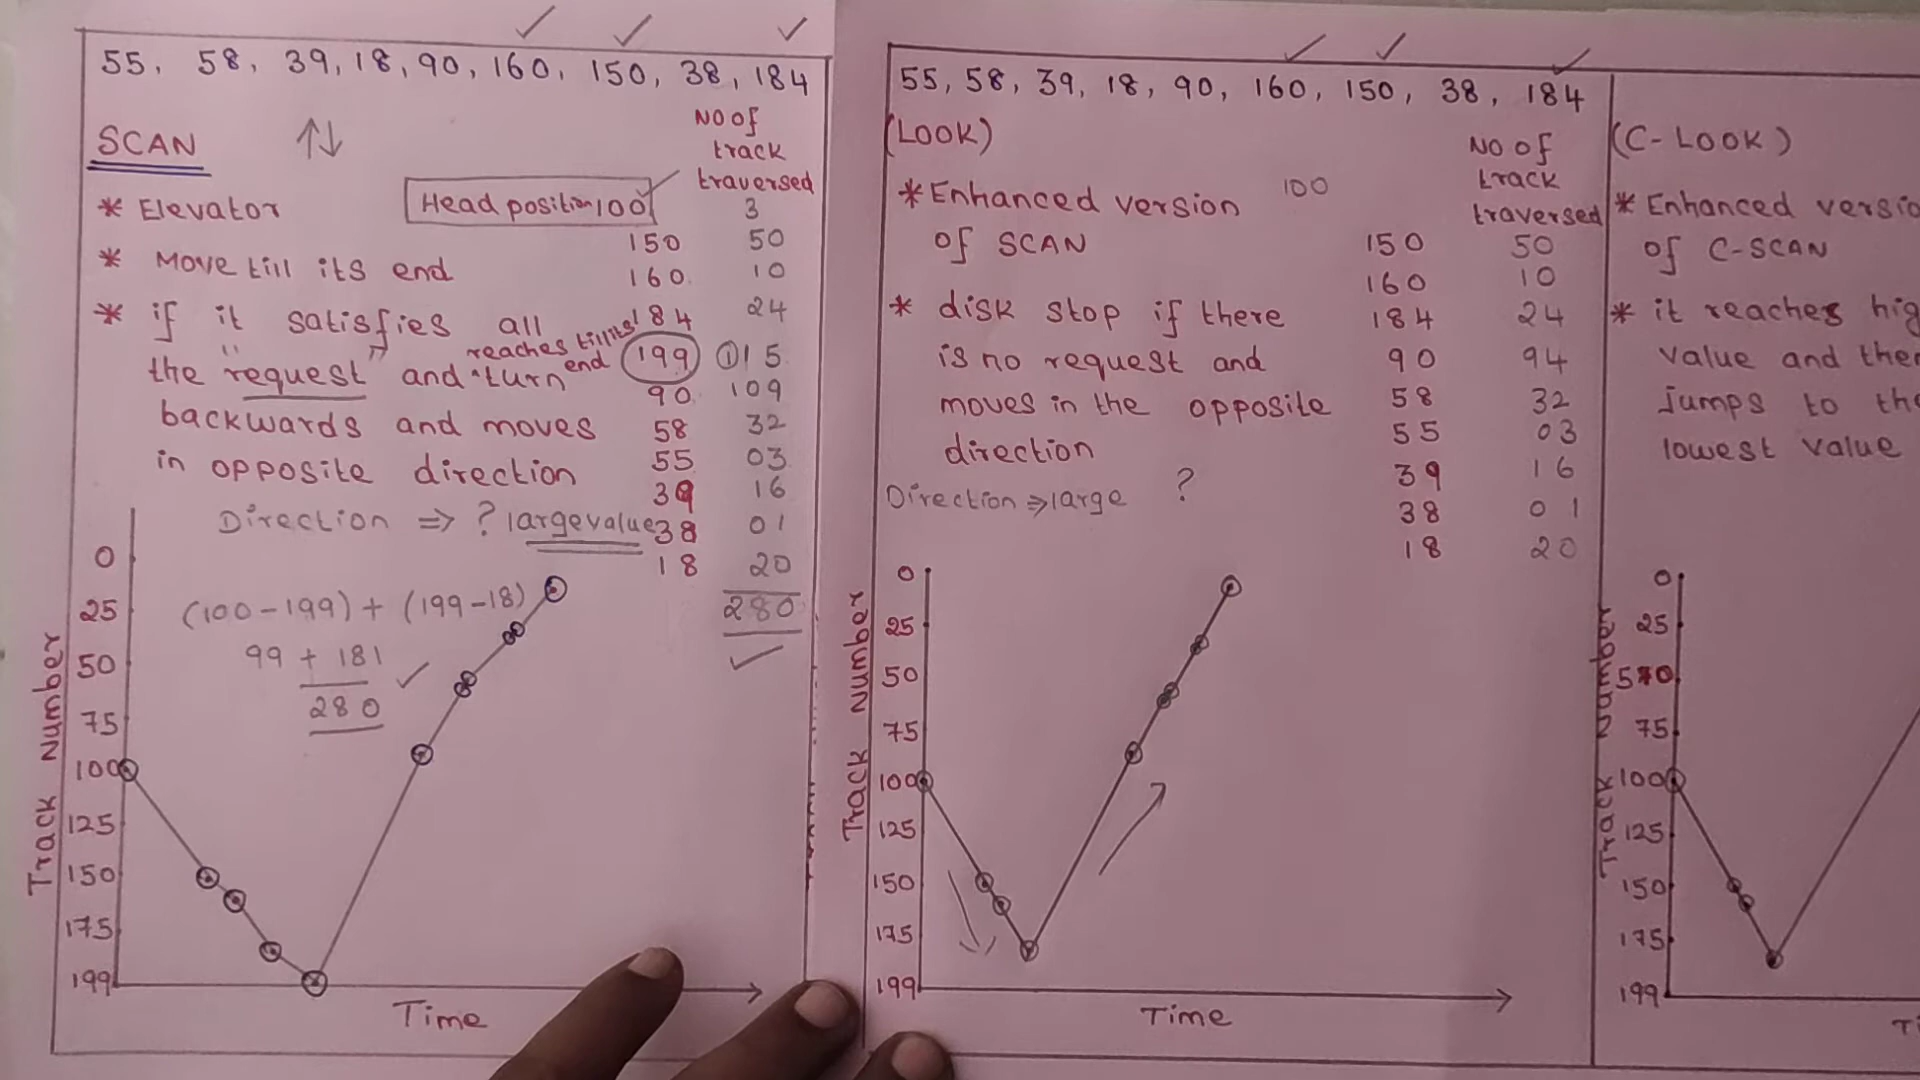 55, 58, 39, 18, 90, 160, 150, 38, 184
SCAN
Head position 100
NO of
track
traversed
* Elevator
3
* Move till its end
150 50
160 10
* if it satisfies all
184 24
the "request" and turn
reaches till its end
199 ① 15
90 109
backwards and moves
58 32
in opposite direction
55 03
39 16
Direction ⇒ ? large value
38 01
18 20
280
(100-199) + (199-18)
99 + 181
280
Track Number
0
25
50
75
100
125
150
175
199
Time
55, 58, 39, 18, 90, 160, 150, 38, 184
(LOOK)
NO of
track
traversed
* Enhanced version
100
of SCAN
150 50
160 10
* disk stop if there
184 24
is no request and
90 94
moves in the opposite
58 32
direction
55 03
Direction ⇒ large ?
39 16
38 01
18 20
Track Number
0
25
50
75
100
125
150
175
199
Time
(C-LOOK)
* Enhanced versio
of C-SCAN
* it reaches hig
value and the
jumps to the
lowest value
Track Number
0
25
50
75
100
125
150
175
199
Ti